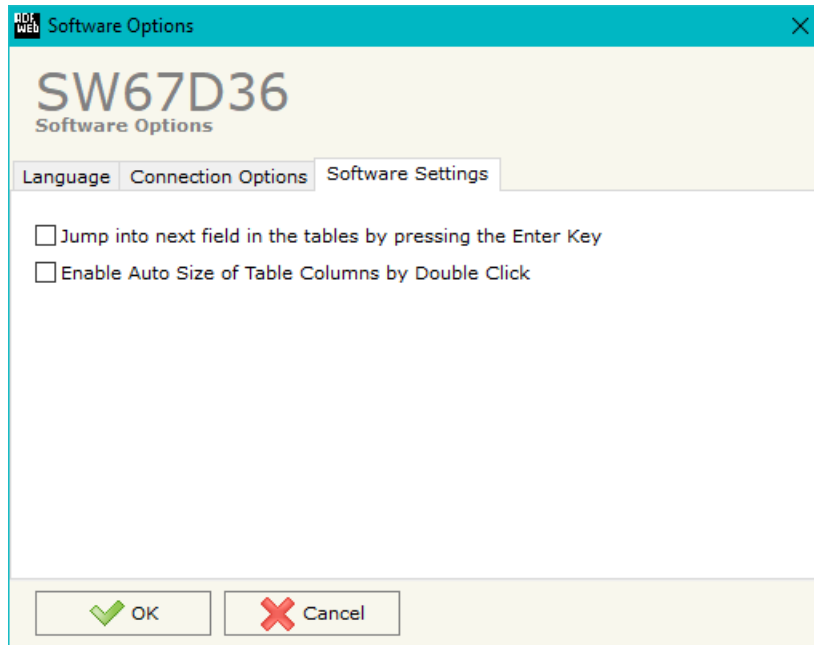 ADF
WEB
Software Options
SW67D36
Software Options
Language
Connection Options
Software Settings
Jump into next field in the tables by pressing the Enter Key
Enable Auto Size of Table Columns by Double Click
OK
Cancel